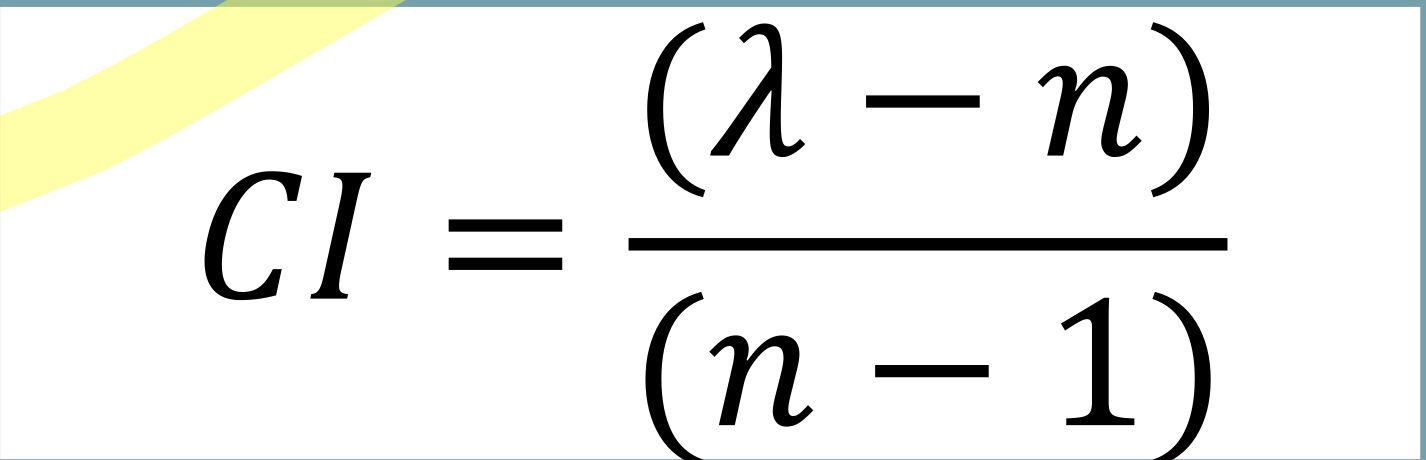 CI = (λ − n) / (n − 1)